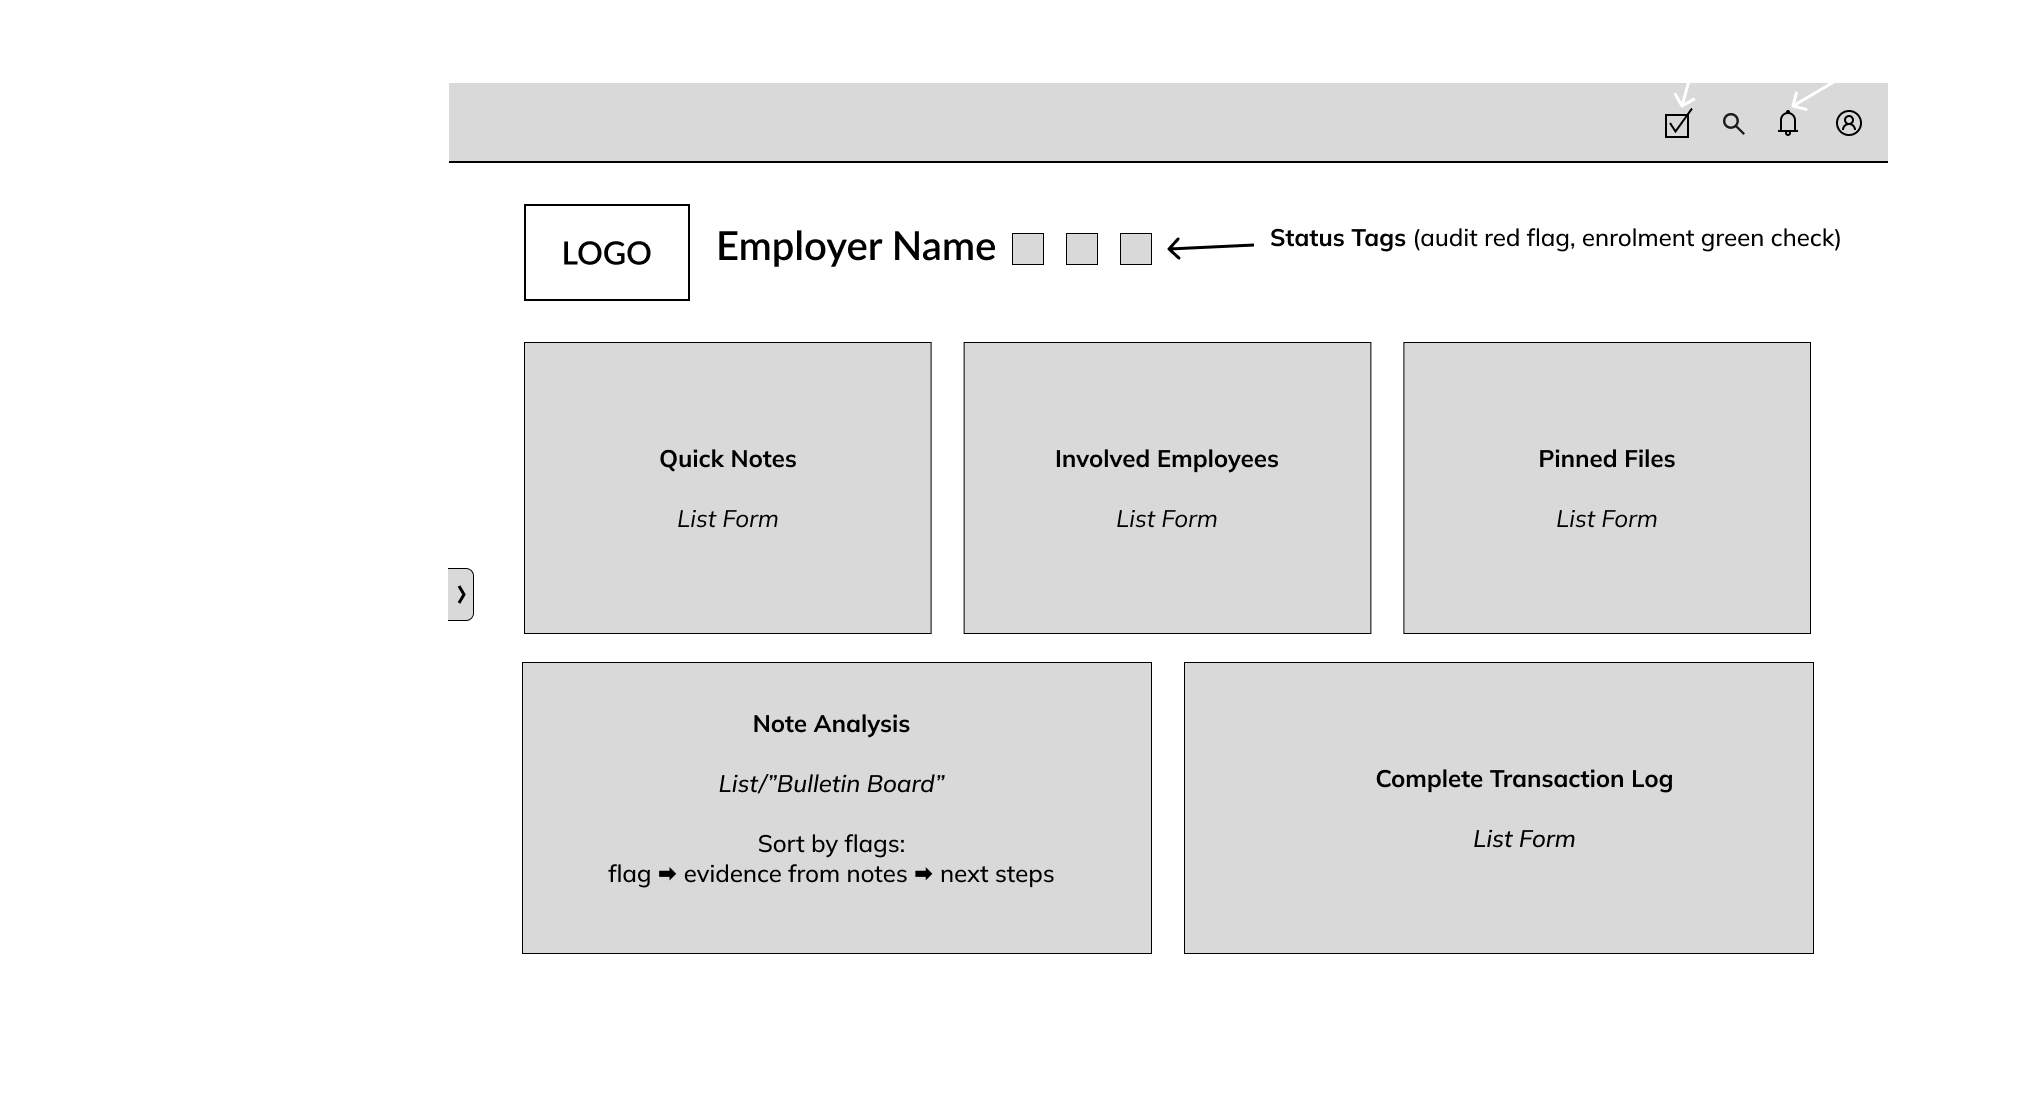 LOGO
Employer Name
Status Tags (audit red flag, enrolment green check)
Quick Notes
List Form
Involved Employees
List Form
Pinned Files
List Form
Note Analysis
List/”Bulletin Board”
Sort by flags:
flag ➡ evidence from notes ➡ next steps
Complete Transaction Log
List Form